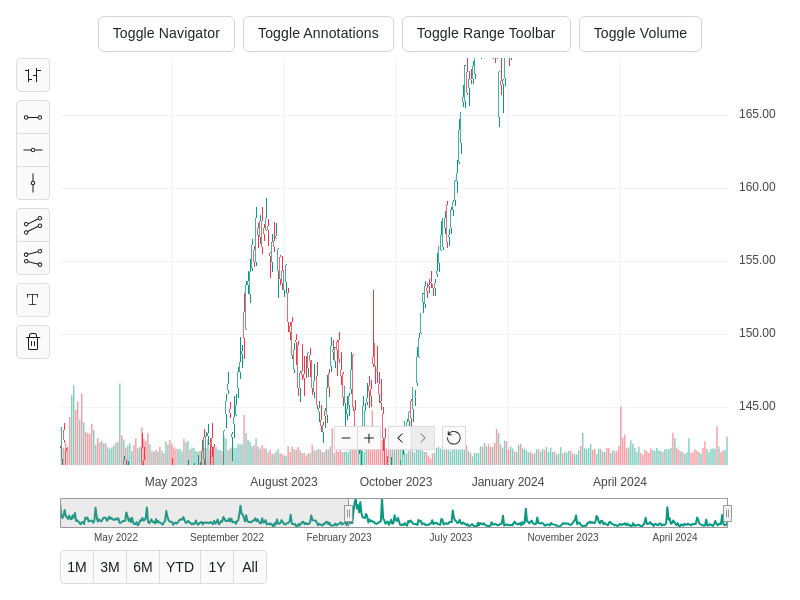 Toggle Navigator Toggle Annotations Toggle Range Toolbar Toggle Volume
165.00
160.00
155.00
150.00
145.00
T
May 2023 August 2023 October 2023 January 2024 April 2024
May 2022 September 2022 February 2023 July 2023 November 2023 April 2024
1M 3M 6M YTD 1Y All